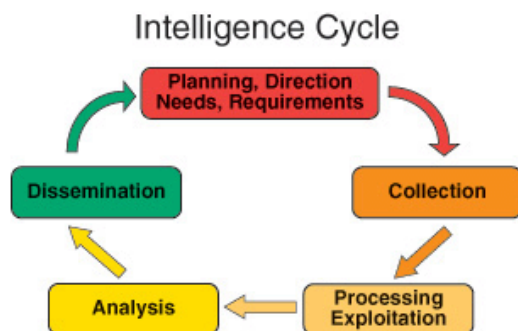 Intelligence Cycle
Planning, Direction
Needs, Requirements
Collection
Processing
Exploitation
Analysis
Dissemination